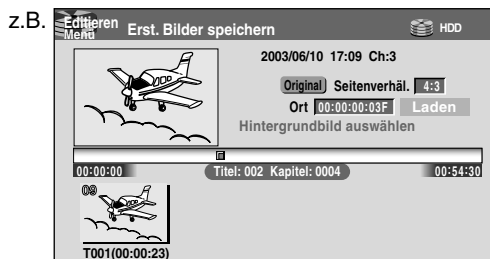 z.B.
Editieren
Menü
Erst. Bilder speichern
HDD
2003/06/10 17:09 Ch:3
Original Seitenverhäl. 4:3
Ort 00:00:00:03F Laden
Hintergrundbild auswählen
00:00:00 Titel: 002 Kapitel: 0004 00:54:30
09
T001(00:00:23)